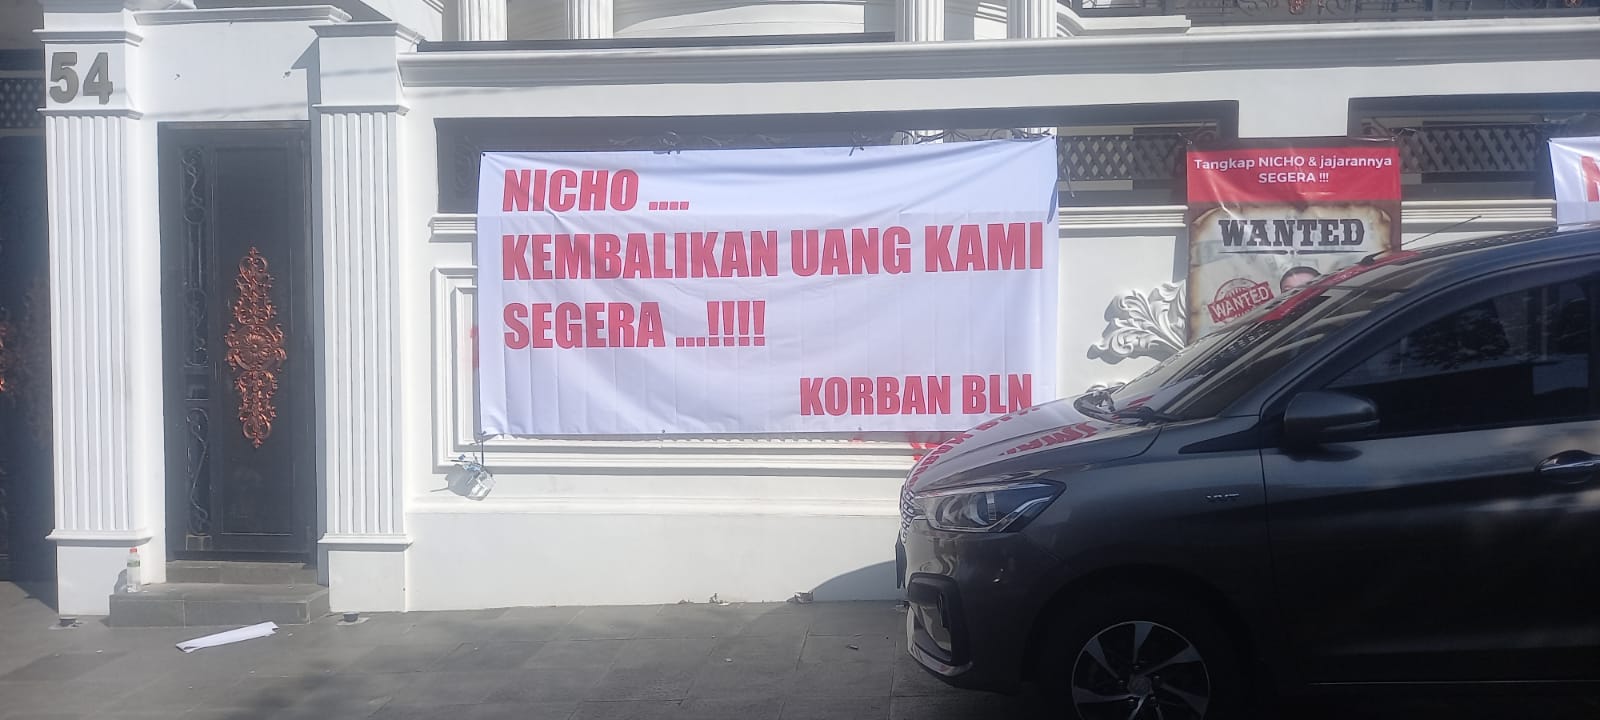 54
NICHO ....
KEMBALIKAN UANG KAMI
SEGERA ...!!!!
KORBAN BLN
Tangkap NICHO & jajarannya
SEGERA !!!
WANTED
WANTED